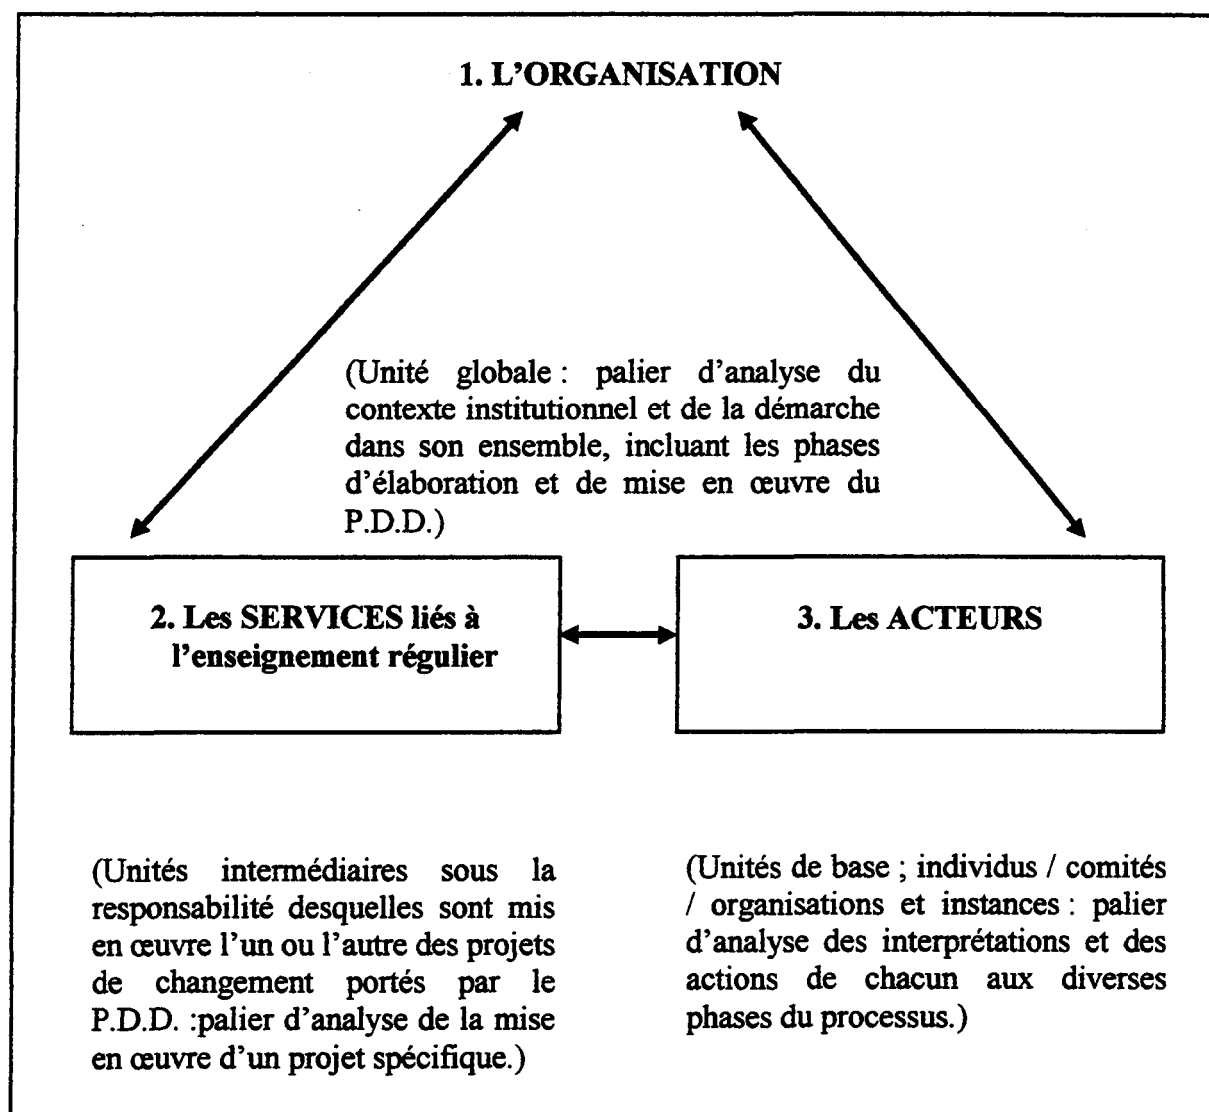 1. L’ORGANISATION
(Unité globale : palier d’analyse du
contexte institutionnel et de la démarche
dans son ensemble, incluant les phases
d’élaboration et de mise en œuvre du
P.D.D.)
2. Les SERVICES liés à
l’enseignement régulier
3. Les ACTEURS
(Unités intermédiaires sous la
responsabilité desquelles sont mis
en œuvre l’un ou l’autre des projets
de changement portés par le
P.D.D. :palier d’analyse de la mise
en œuvre d’un projet spécifique.)
(Unités de base ; individus / comités
/ organisations et instances : palier
d’analyse des interprétations et des
actions de chacun aux diverses
phases du processus.)